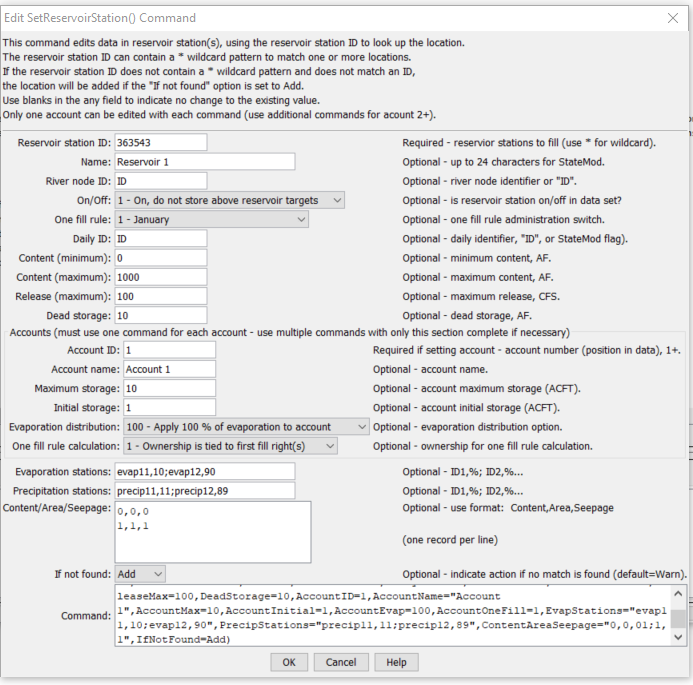 Edit SetReservoirStation() Command
This command edits data in reservoir station(s), using the reservoir station ID to look up the location.
The reservoir station ID can contain a * wildcard pattern to match one or more locations.
If the reservoir station ID does not contain a * wildcard pattern and does not match an ID,
the location will be added if the "If not found" option is set to Add.
Use blanks in the any field to indicate no change to the existing value.
Only one account can be edited with each command (use additional commands for acount 2+).
Reservoir station ID: 363543 Required - reservior stations to fill (use * for wildcard).
Name: Reservoir 1 Optional - up to 24 characters for StateMod.
River node ID: ID Optional - river node identifier or "ID".
On/Off: 1 - On, do not store above reservoir targets Optional - is reservoir station on/off in data set?
One fill rule: 1 - January Optional - one fill rule administration switch.
Daily ID: ID Optional - daily identifier, "ID", or StateMod flag).
Content (minimum): 0 Optional - minimum content, AF.
Content (maximum): 1000 Optional - maximum content, AF.
Release (maximum): 100 Optional - maximum release, CFS.
Dead storage: 10 Optional - dead storage, AF.
Accounts (must use one command for each account - use multiple commands with only this section complete if necessary)
Account ID: 1 Required if setting account - account number (position in data), 1+.
Account name: Account 1 Optional - account name.
Maximum storage: 10 Optional - account maximum storage (ACFT).
Initial storage: 1 Optional - account initial storage (ACFT).
Evaporation distribution: 100 - Apply 100 % of evaporation to account Optional - evaporation distribution option.
One fill rule calculation: 1 - Ownership is tied to first fill right(s) Optional - ownership for one fill rule calculation.
Evaporation stations: evap11,10;evap12,90 Optional - ID1,%; ID2,%...
Precipitation stations: precip11,11;precip12,89 Optional - ID1,%; ID2,%...
Content/Area/Seepage: 0,0,0 Optional - use format: Content,Area,Seepage
1,1,1
(one record per line)
If not found: Add Optional - indicate action if no match is found (default=Warn).
leaseMax=100,DeadStorage=10,AccountID=1,AccountName="Account
Command: 1",AccountMax=10,AccountInitial=1,AccountEvap=100,AccountOneFill=1,EvapStations="evap1
1,10;evap12,90",PrecipStations="precip11,11;precip12,89",ContentAreaSeepage="0,0,01;1,
1",IfNotFound=Add)
OK Cancel Help